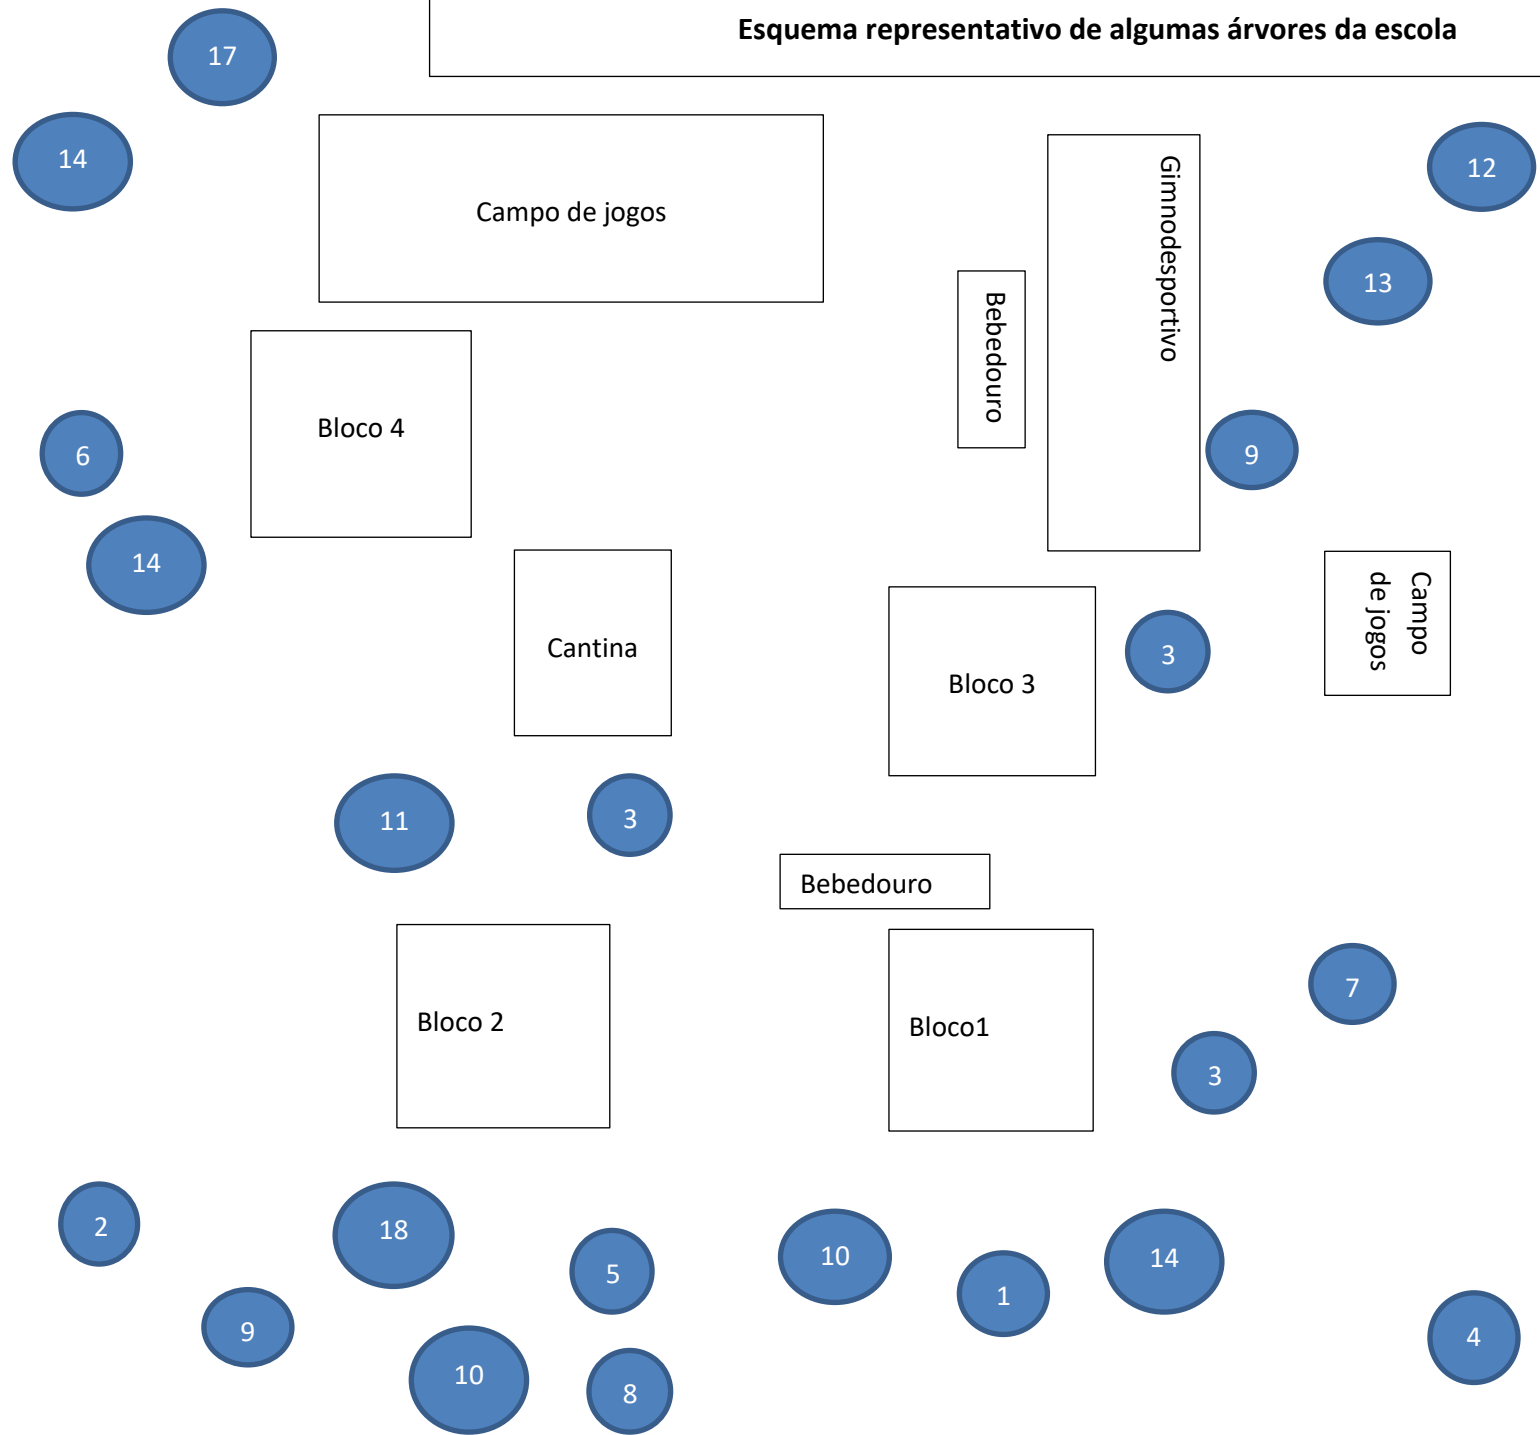 Esquema representativo de algumas árvores da escola
17
14
12
Campo de jogos
Gimnodesportivo
13
Bebedouro
Bloco 4
6
9
14
Cantina
Campo
de jogos
3
Bloco 3
11
3
Bebedouro
7
Bloco 2
Bloco1
3
2
18
5
10
14
1
9
4
10
8